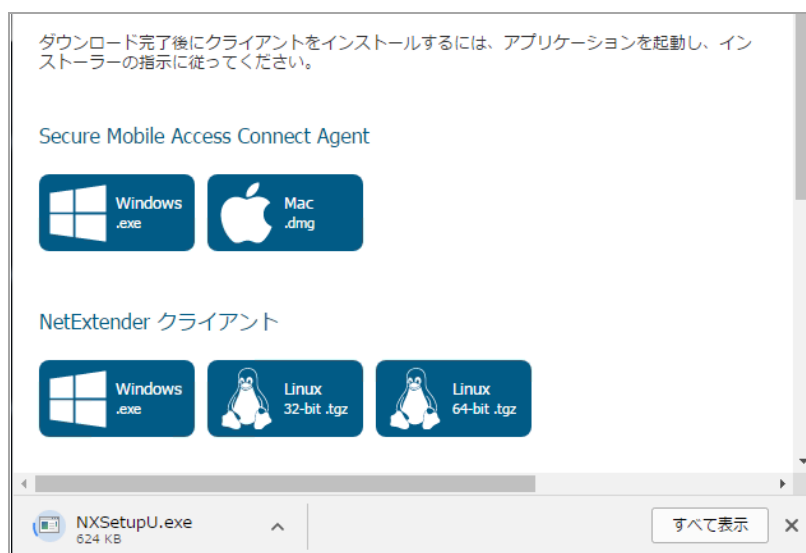 ダウンロード完了後にクライアントをインストールするには、アプリケーションを起動し、イン
ストーラーの指示に従ってください。
Secure Mobile Access Connect Agent
Windows
.exe
Mac
.dmg
NetExtender クライアント
Windows
.exe
Linux
32-bit .tgz
Linux
64-bit .tgz
NXSetupU.exe
624 KB
すべて表示